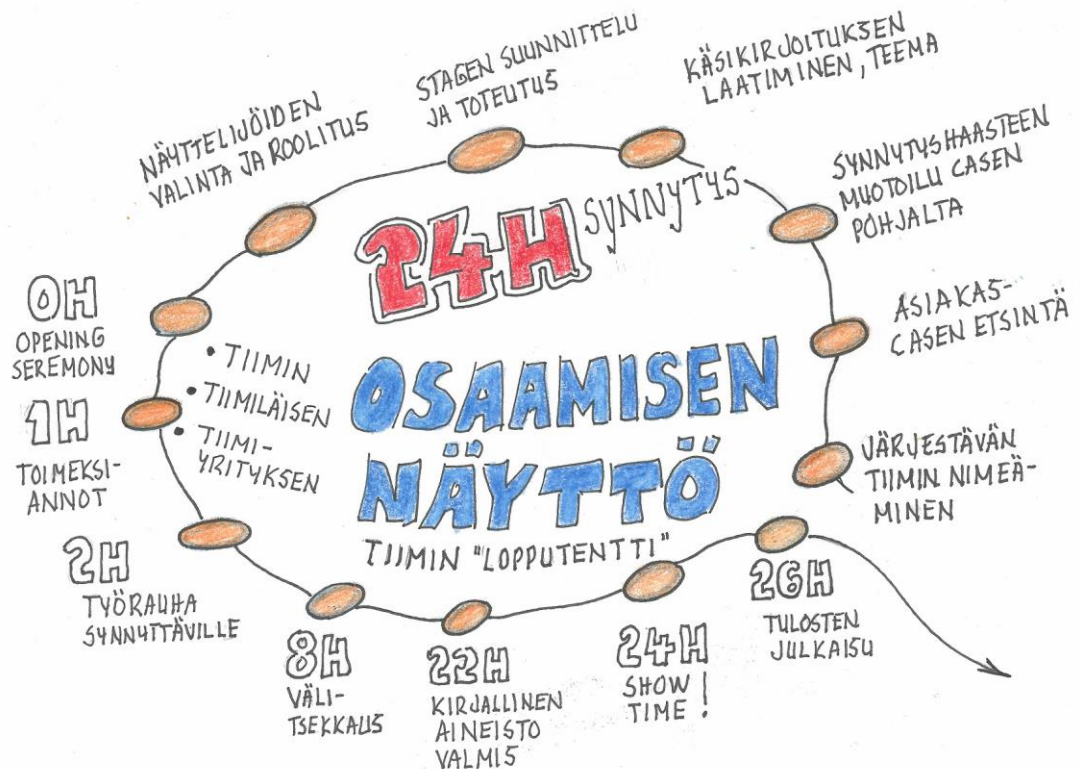 24H SYNNYTYS
OSAAMISEN
NÄYTTÖ
TIIMIN "LOPPUTENTTI"
• TIIMIN
• TIIMILÄISEN
• TIIMI-
YRITYKSEN
JÄRJESTÄVÄN
TIIMIN NIMEÄ-
MINEN
ASIAKAS-
CASEN ETSINTÄ
SYNNYTYSHAASTEEN
MUOTOILU CASEN
POHJALTA
KÄSIKIRJOITUKSEN
LAATIMINEN, TEEMA
STAGEN SUUNNITTELU
JA TOTEUTUS
NÄYTTELIJÖIDEN
VALINTA JA ROOLITUS
0H
OPENING
SEREMONY
1H
TOIMEKSI-
ANNOT
2H
TYÖRAUHA
SYNNYTTÄVILLE
8H
VÄLI-
TSEKKAUS
22H
KIRJALLINEN
AINEISTO
VALMIS
24H
SHOW
TIME!
26H
TULOSTEN
JULKAISU